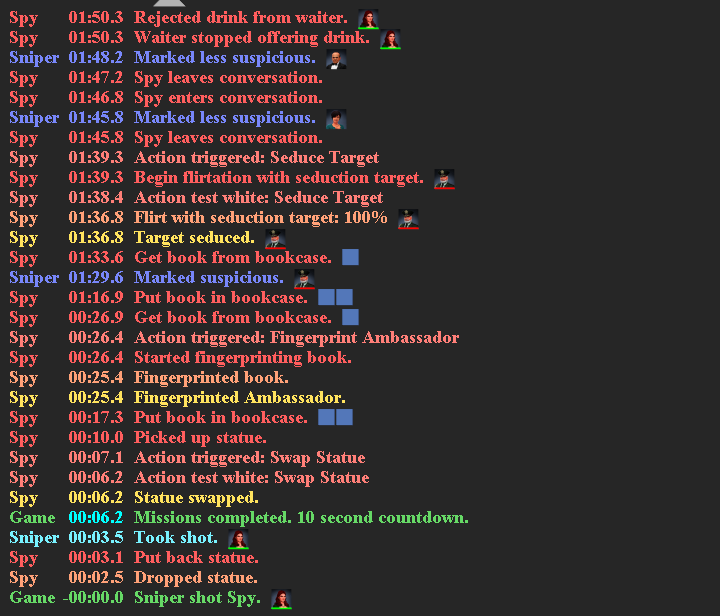 Spy 01:50.3 Rejected drink from waiter.
Spy 01:50.3 Waiter stopped offering drink.
Sniper 01:48.2 Marked less suspicious.
Spy 01:47.2 Spy leaves conversation.
Spy 01:46.8 Spy enters conversation.
Sniper 01:45.8 Marked less suspicious.
Spy 01:45.8 Spy leaves conversation.
Spy 01:39.3 Action triggered: Seduce Target
Spy 01:39.3 Begin flirtation with seduction target.
Spy 01:38.4 Action test white: Seduce Target
Spy 01:36.8 Flirt with seduction target: 100%
Spy 01:36.8 Target seduced.
Spy 01:33.6 Get book from bookcase.
Sniper 01:29.6 Marked suspicious.
Spy 01:16.9 Put book in bookcase.
Spy 00:26.9 Get book from bookcase.
Spy 00:26.4 Action triggered: Fingerprint Ambassador
Spy 00:26.4 Started fingerprinting book.
Spy 00:25.4 Fingerprinted book.
Spy 00:25.4 Fingerprinted Ambassador.
Spy 00:17.3 Put book in bookcase.
Spy 00:10.0 Picked up statue.
Spy 00:07.1 Action triggered: Swap Statue
Spy 00:06.2 Action test white: Swap Statue
Spy 00:06.2 Statue swapped.
Game 00:06.2 Missions completed. 10 second countdown.
Sniper 00:03.5 Took shot.
Spy 00:03.1 Put back statue.
Spy 00:02.5 Dropped statue.
Game -00:00.0 Sniper shot Spy.